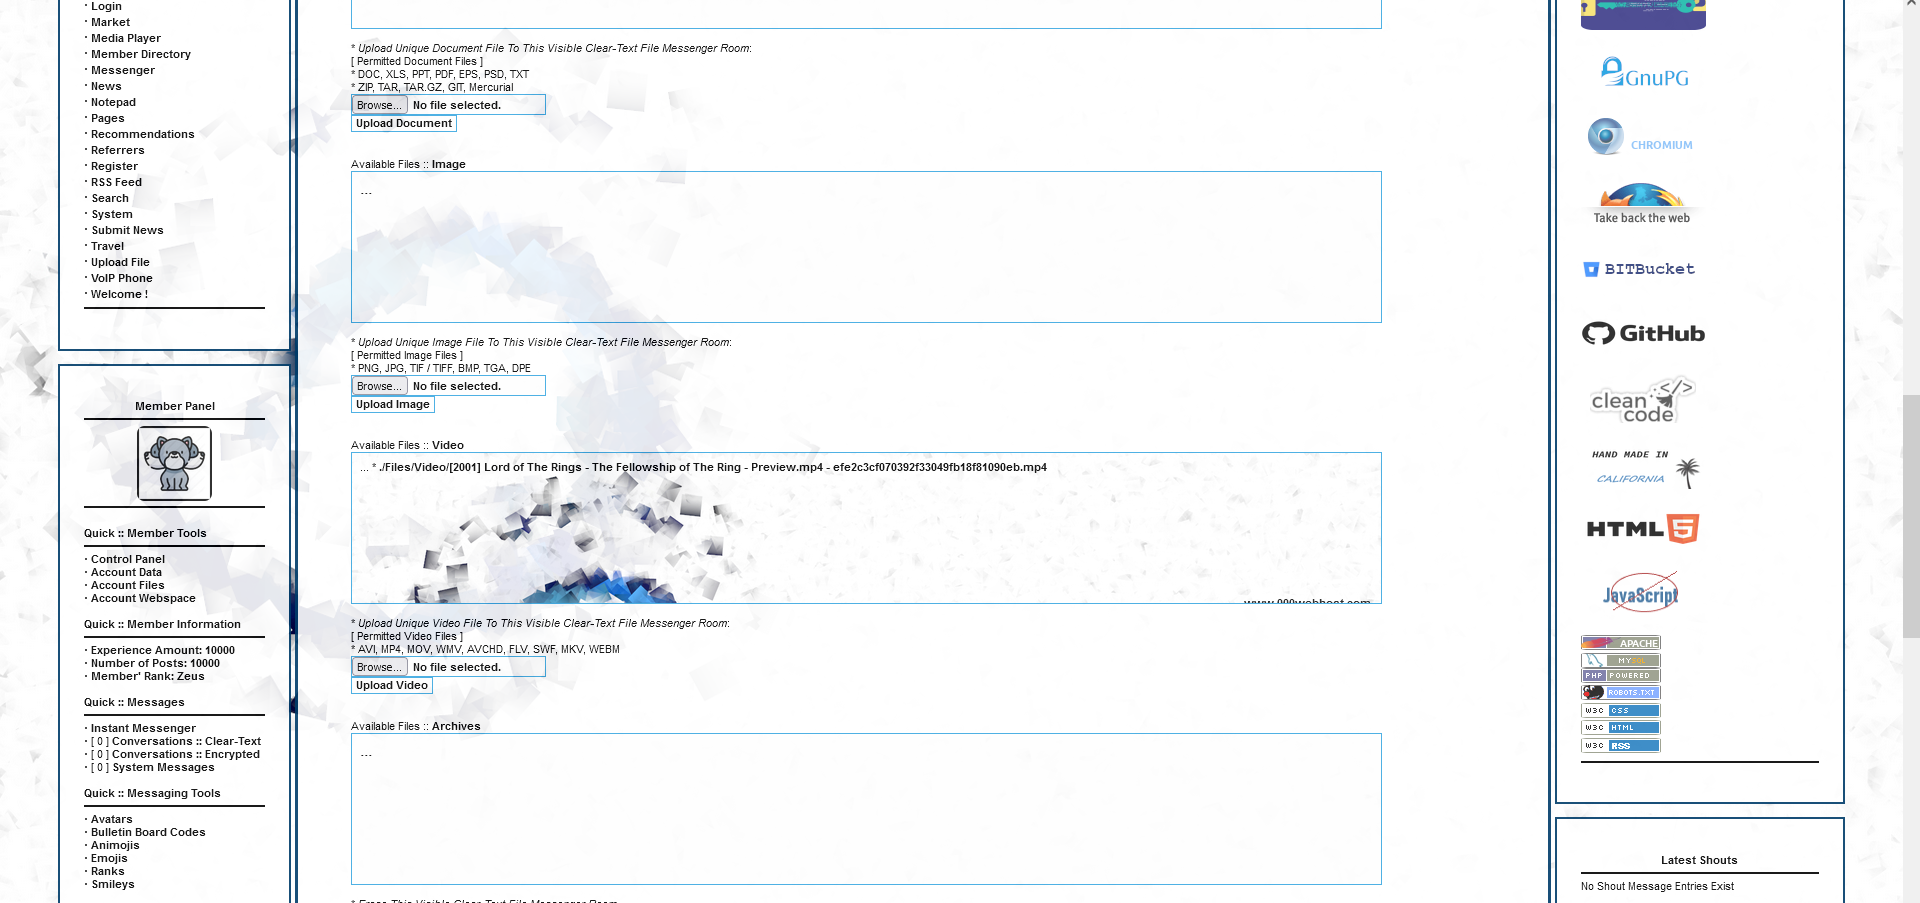 · Login
· Market
· Media Player
· Member Directory
· Messenger
· News
· Notepad
· Pages
· Recommendations
· Referrers
· Register
· RSS Feed
· Search
· System
· Submit News
· Travel
· Upload File
· VoIP Phone
· Welcome !
Member Panel
Quick :: Member Tools
· Control Panel
· Account Data
· Account Files
· Account Webspace
Quick :: Member Information
· Experience Amount: 10000
· Number of Posts: 10000
· Member' Rank: Zeus
Quick :: Messages
· Instant Messenger
· [ 0 ] Conversations :: Clear-Text
· [ 0 ] Conversations :: Encrypted
· [ 0 ] System Messages
Quick :: Messaging Tools
· Avatars
· Bulletin Board Codes
· Animojis
· Emojis
· Ranks
· Smileys
* Upload Unique Document File To This Visible Clear-Text File Messenger Room:
[ Permitted Document Files ]
* DOC, XLS, PPT, PDF, EPS, PSD, TXT
* ZIP, TAR, TAR.GZ, GIT, Mercurial
Browse... No file selected.
Upload Document
Available Files :: Image
...
* Upload Unique Image File To This Visible Clear-Text File Messenger Room:
[ Permitted Image Files ]
* PNG, JPG, TIF / TIFF, BMP, TGA, DPE
Browse... No file selected.
Upload Image
Available Files :: Video
... * ./Files/Video/[2001] Lord of The Rings - The Fellowship of The Ring - Preview.mp4 - efe2c3cf070392f33049fb18f81090eb.mp4
www.000webhost.com
* Upload Unique Video File To This Visible Clear-Text File Messenger Room:
[ Permitted Video Files ]
* AVI, MP4, MOV, WMV, AVCHD, FLV, SWF, MKV, WEBM
Browse... No file selected.
Upload Video
Available Files :: Archives
...
* Erase This Visible Clear-Text File Messenger Room
GnuPG
CHROMIUM
Take back the web
BITBucket
GitHub
clean code
HAND MADE IN
CALIFORNIA
HTML 5
JavaScript
APACHE
MYSQL
PHP POWERED
ROBOTS.TXT
W3C CSS
W3C HTML
W3C RSS
Latest Shouts
No Shout Message Entries Exist